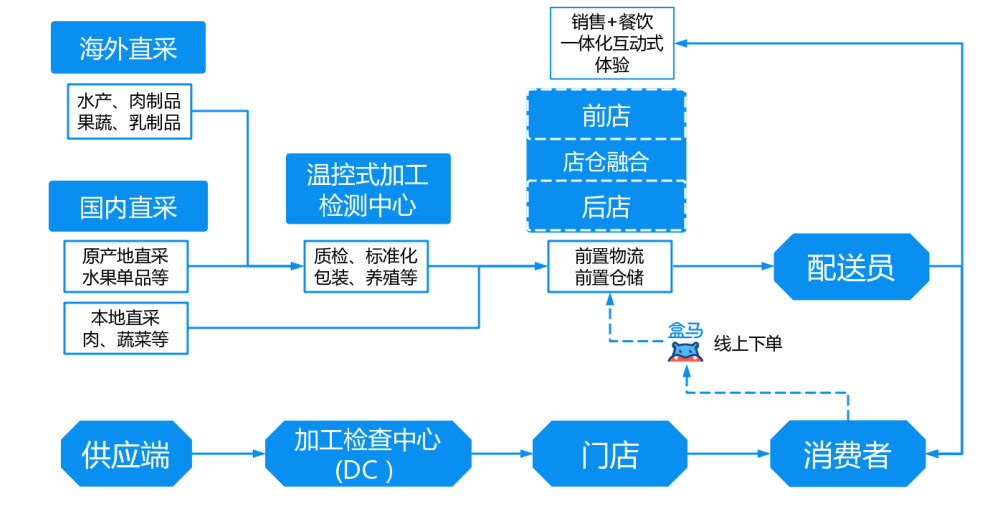 海外直采
水产、肉制品
果蔬、乳制品
国内直采
原产地直采
水果单品等
本地直采
肉、蔬菜等
温控式加工
检测中心
质检、标准化
包装、养殖等
销售+餐饮
一体化互动式
体验
前店
店仓融合
后店
前置物流
前置仓储
配送员
盒马
线上下单
供应端
加工检查中心
(DC )
门店
消费者